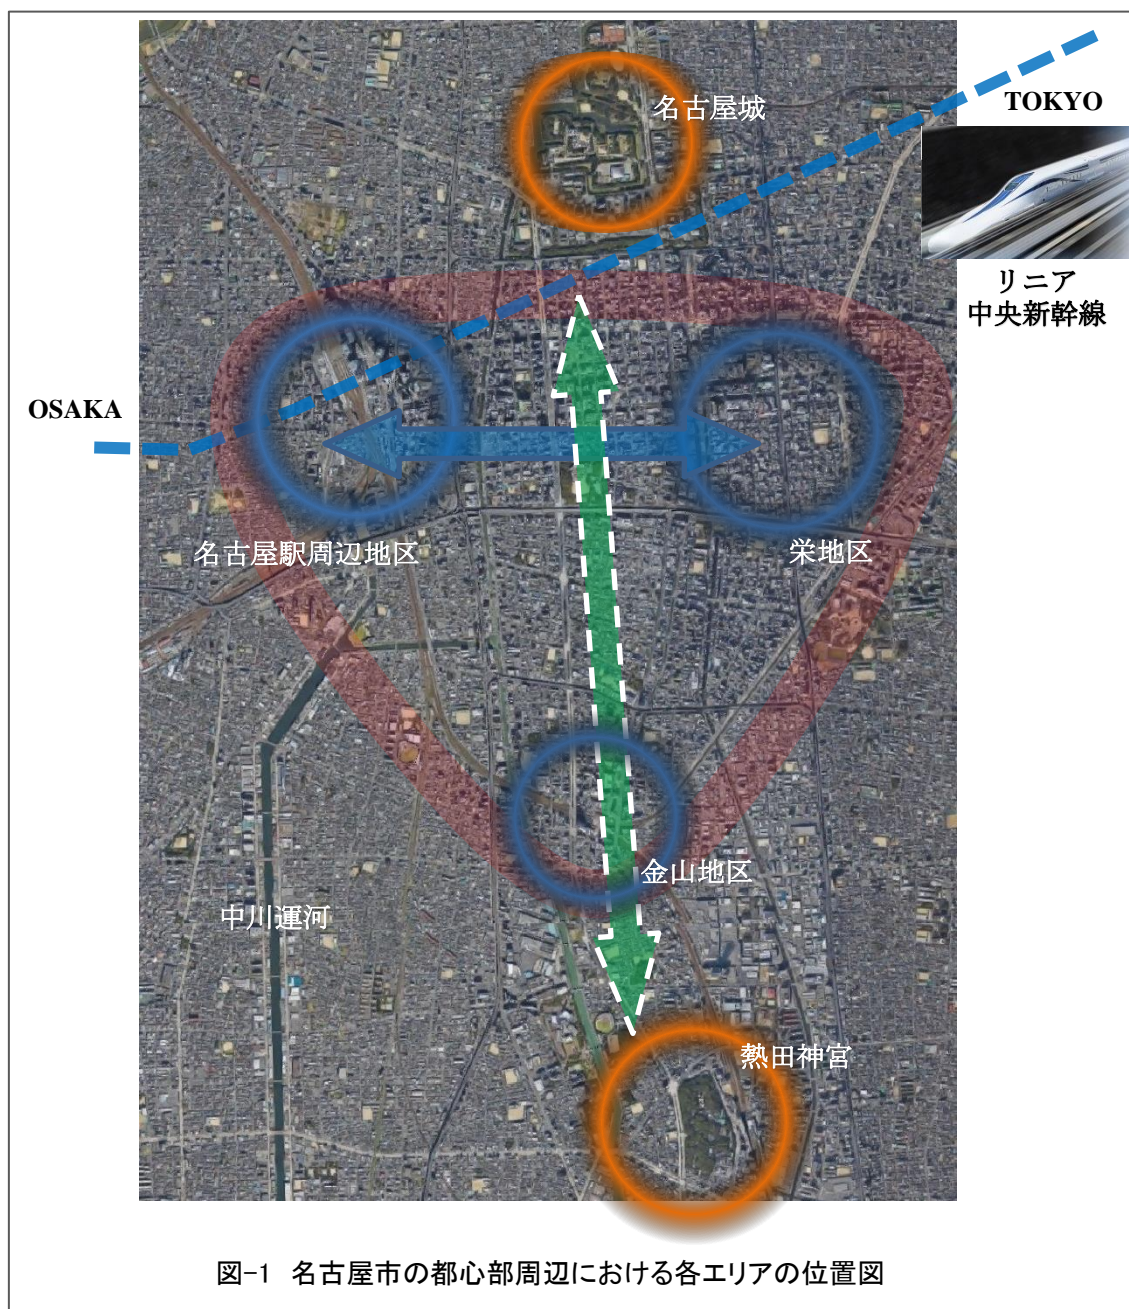 名古屋城
TOKYO
リニア
中央新幹線
OSAKA
名古屋駅周辺地区
栄地区
金山地区
中川運河
熱田神宮
図-1 名古屋市の都心部周辺における各エリアの位置図